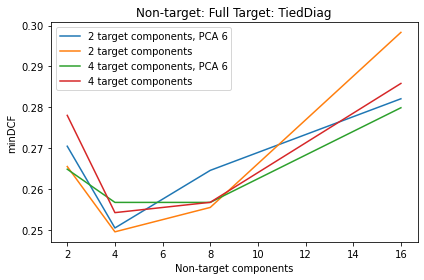 Non-target: Full Target: TiedDiag
2 target components, PCA 6
2 target components
4 target components, PCA 6
4 target components
minDCF
0.30
0.29
0.28
0.27
0.26
0.25
2 4 6 8 10 12 14 16
Non-target components